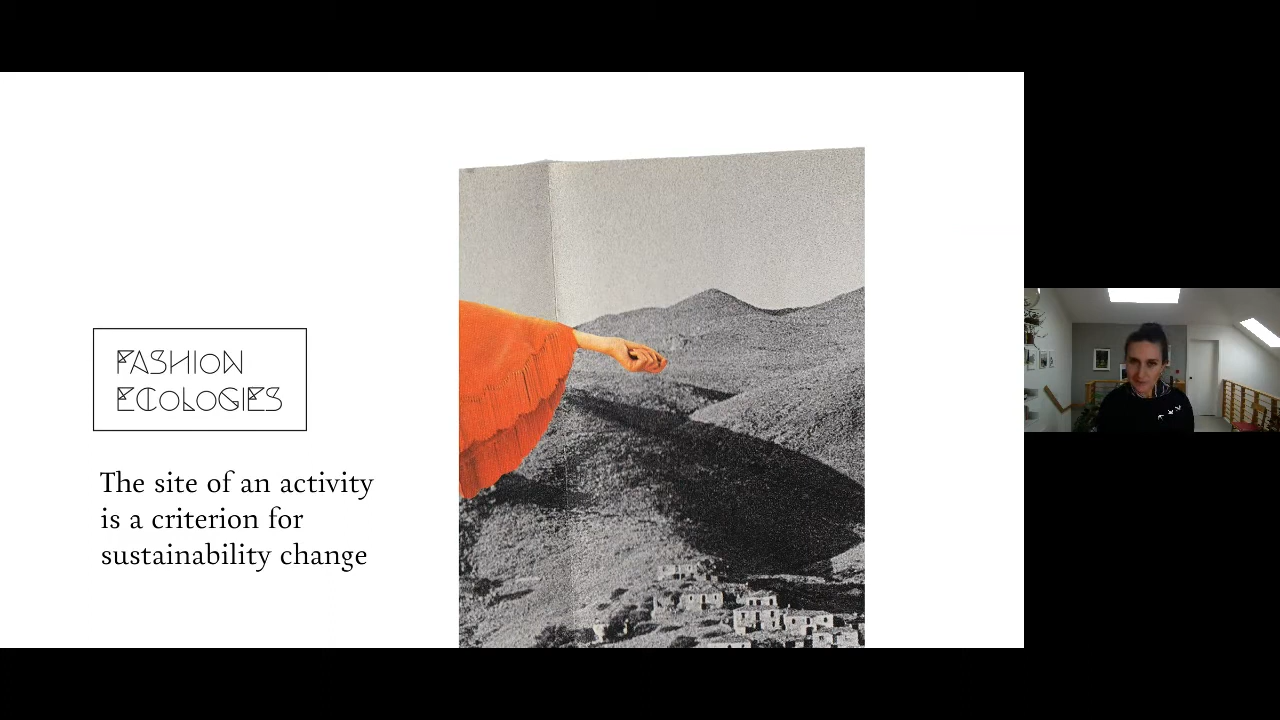 FASHION
ECOLOGIES
The site of an activity
is a criterion for
sustainability change